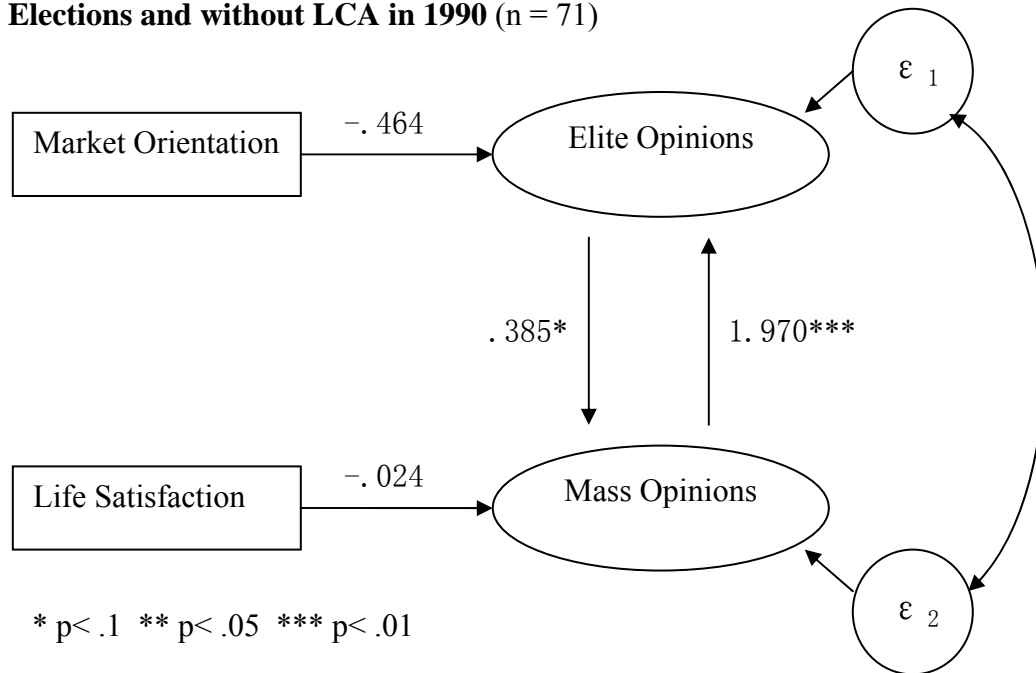 Elections and without LCA in 1990 (n = 71)
ε 1
-.464
Market Orientation
Elite Opinions
.385*
1.970***
-.024
Life Satisfaction
Mass Opinions
ε 2
* p< .1 ** p< .05 *** p< .01